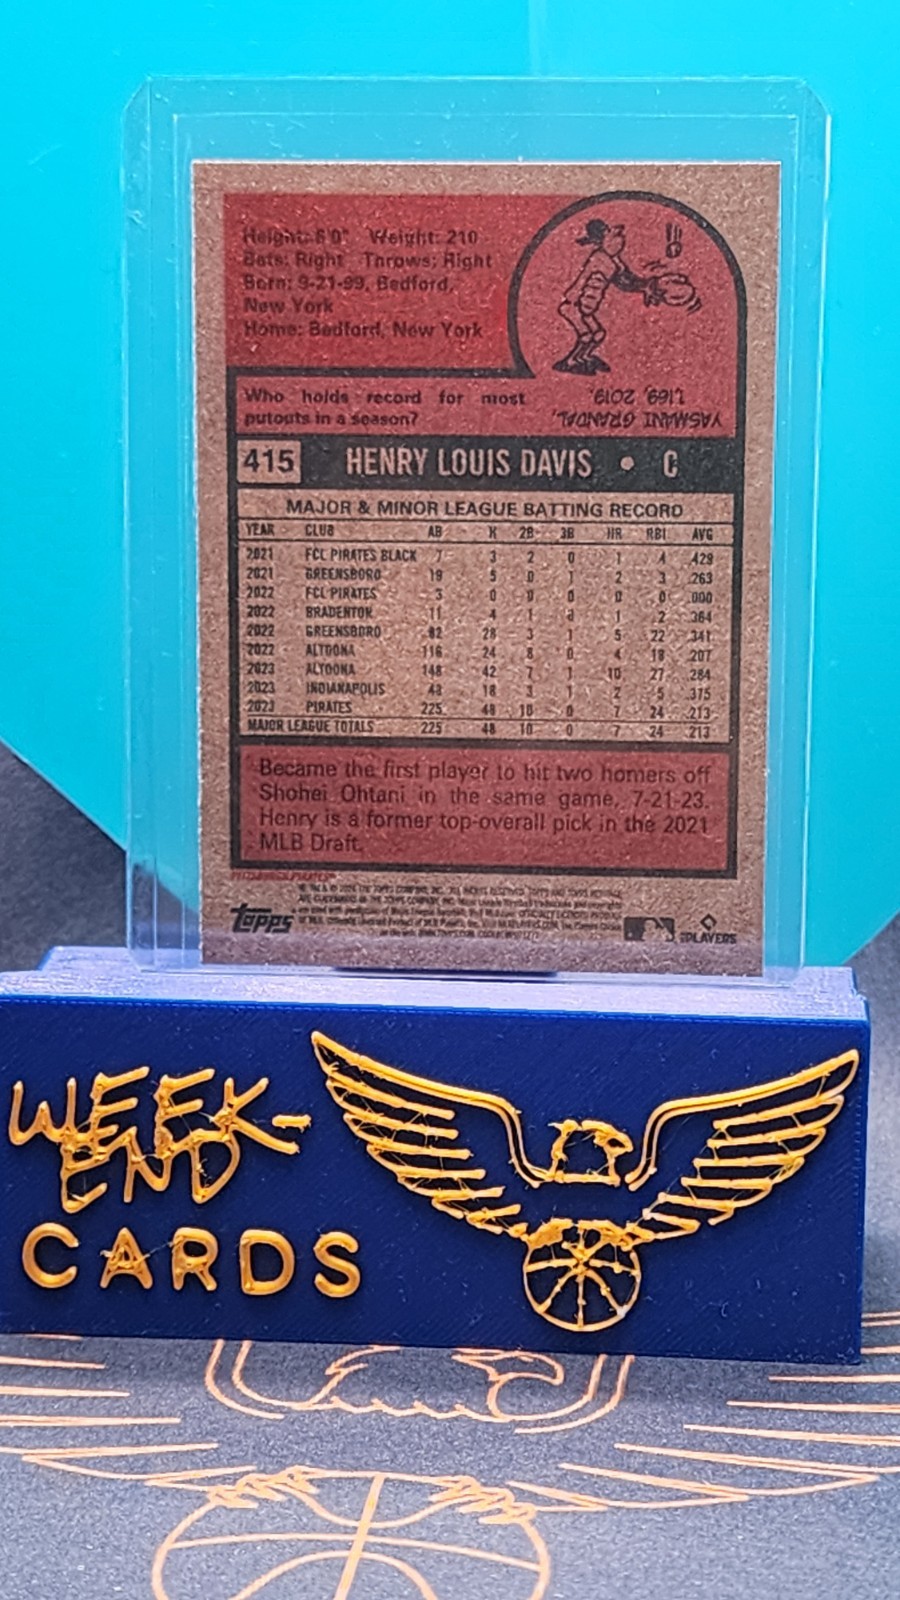 Height: 6'0" Weight: 210
Bats: Right Throws: Right
Born: 9-21-99, Bedford,
New York
Home: Bedford, New York
Who holds record for most
putouts in a season?
YASMANI GRANDAL,
1,169, 2019.
415 HENRY LOUIS DAVIS • C
MAJOR & MINOR LEAGUE BATTING RECORD
YEAR CLUB AB H 2B 3B HR RBI AVG
2021 FCL PIRATES BLACK 7 3 2 0 1 4 .429
2021 GREENSBORO 19 5 0 1 2 3 .263
2022 FCL PIRATES 3 0 0 0 0 0 .000
2022 BRADENTON 11 4 1 0 1 2 .364
2022 GREENSBORO 82 28 3 1 5 22 .341
2022 ALTOONA 116 24 8 0 4 18 .207
2023 ALTOONA 148 42 7 1 10 27 .284
2023 INDIANAPOLIS 48 18 3 1 2 5 .375
2023 PIRATES 225 48 10 0 7 24 .213
MAJOR LEAGUE TOTALS 225 48 10 0 7 24 .213
Became the first player to hit two homers off
Shohei Ohtani in the same game, 7-21-23.
Henry is a former top-overall pick in the 2021
MLB Draft.
PITTSBURGH PIRATES™
Topps
PLAYERS
WEEK-
END
CARDS